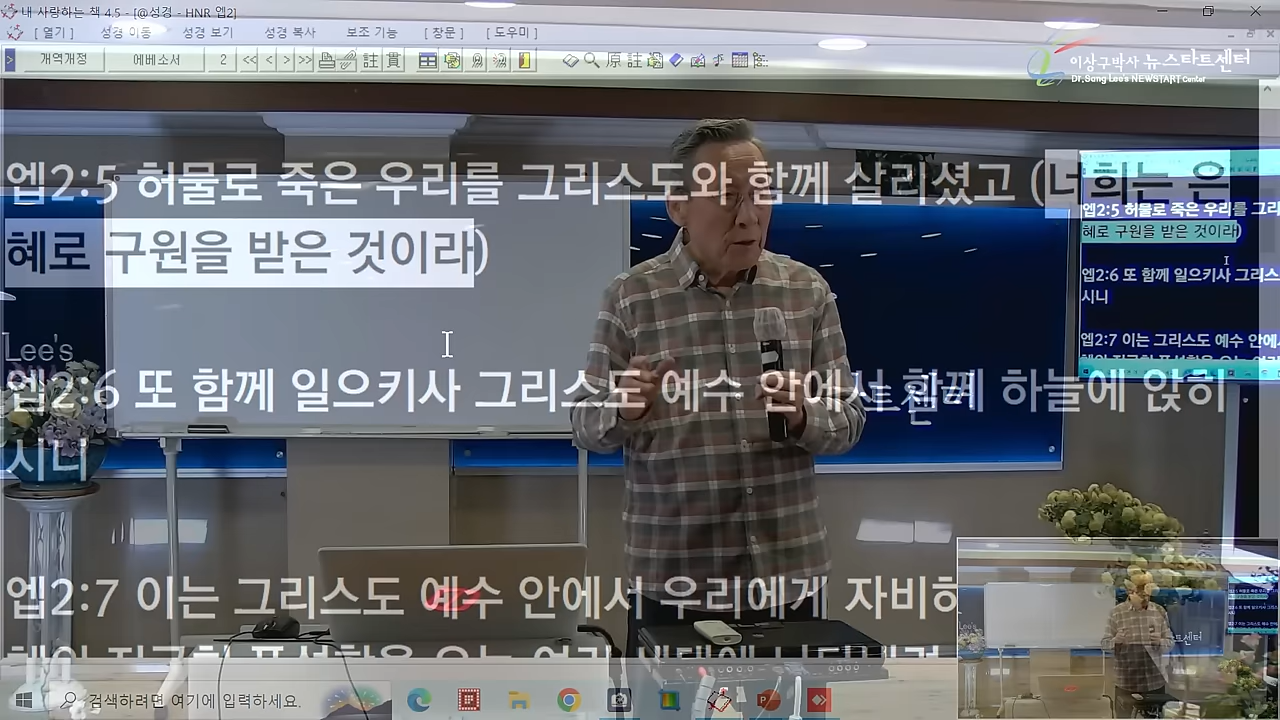 내 사랑하는 책 4.5 - [@성경 - HNR 엡2]
[ 열기 ] 성경 이동 성경 보기 성경 복사 보조 기능 [ 창문 ] [ 도우미 ]
개역개정 에베소서 2 << < > >> 註 貫 原 註
이상구박사 뉴스타트센터
Dr. Sang Lee's NEWSTART Center
엡2:5 허물로 죽은 우리를 그리스도와 함께 살리셨고 (너희는 은
혜로 구원을 받은 것이라)
엡2:6 또 함께 일으키사 그리스도 예수 안에서 함께 하늘에 앉히
시니
엡2:7 이는 그리스도 예수 안에서 우리에게 자비하
Lee's
엡2:5 허물로 죽은 우리를 그리
혜로 구원을 받은 것이라)
엡2:6 또 함께 일으키사 그리스
시니
엡2:7 이는 그리스도 예수 안에
트센
검색하려면 여기에 입력하세요.
트센터